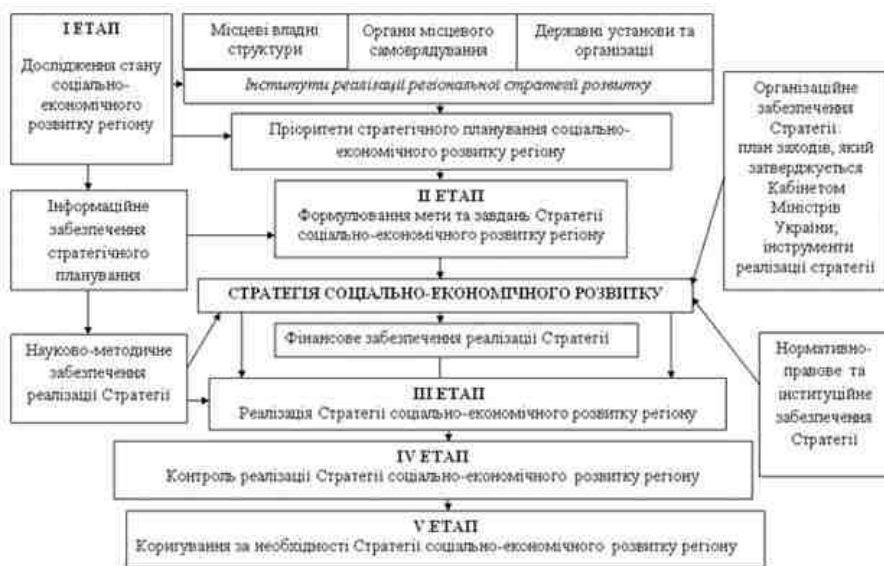 І ЕТАП
Дослідження стану
соціально-
економічного
розвитку регіону
Місцеві владні
структури
Органи місцевого
самоврядування
Державні установи та
організації
Інститути реалізації регіональної стратегії розвитку
Пріоритети стратегічного планування соціально-
економічного розвитку регіону
Інформаційне
забезпечення
стратегічного
планування
ІІ ЕТАП
Формулювання мети та завдань Стратегії
соціально-економічного розвитку регіону
Організаційне
забезпечення
Стратегії:
план заходів, який
затверджується
Кабінетом
Міністрів
України;
інструменти
реалізації стратегії
СТРАТЕГІЯ СОЦІАЛЬНО-ЕКОНОМІЧНОГО РОЗВИТКУ
Фінансове забезпечення реалізації Стратегії
Науково-методичне
забезпечення
реалізації Стратегії
Нормативно-
правове та
інституційне
забезпечення
Стратегії
ІІІ ЕТАП
Реалізація Стратегії соціально-економічного розвитку регіону
IV ЕТАП
Контроль реалізації Стратегії соціально-економічного розвитку регіону
V ЕТАП
Коригування за необхідності Стратегії соціально-економічного розвитку регіону